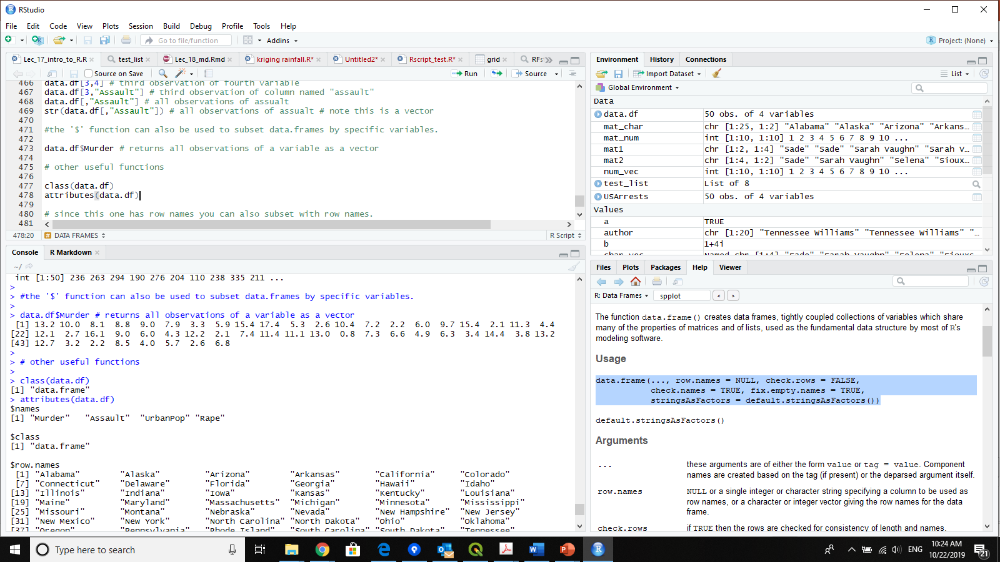 RStudio
File Edit Code View Plots Session Build Debug Profile Tools Help
Go to file/function Addins Project: (None)
Lec_17_intro_to_R.R test_list Lec_18_md.Rmd kriging rainfall.R* Untitled2* Rscript_test.R* grid RFs
Source on Save Run Source
466 data.df[3,4] # third observation of fourth variable
467 data.df[3,"Assault"] # third observation of column named "assault"
468 data.df[,"Assault"] # all observations of assualt
469 str(data.df[,"Assault"]) # all observations of assualt # note this is a vector
470
471 #the '$' function can also be used to subset data.frames by specific variables.
472
473 data.df$Murder # returns all observations of a variable as a vector
474
475 # other useful functions
476
477 class(data.df)
478 attributes(data.df)
479
480 # since this one has row names you can also subset with row names.
481
478:20 # DATA FRAMES R Script
Console R Markdown
~/
int [1:50] 236 263 294 190 276 204 110 238 335 211 ...
>
> #the '$' function can also be used to subset data.frames by specific variables.
>
> data.df$Murder # returns all observations of a variable as a vector
[1] 13.2 10.0 8.1 8.8 9.0 7.9 3.3 5.9 15.4 17.4 5.3 2.6 10.4 7.2 2.2 6.0 9.7 15.4 2.1 11.3 4.4
[22] 12.1 2.7 16.1 9.0 6.0 4.3 12.2 2.1 7.4 11.4 11.1 13.0 0.8 7.3 6.6 4.9 6.3 3.4 14.4 3.8 13.2
[43] 12.7 3.2 2.2 8.5 4.0 5.7 2.6 6.8
>
> # other useful functions
>
> class(data.df)
[1] "data.frame"
> attributes(data.df)
$names
[1] "Murder" "Assault" "UrbanPop" "Rape"
$class
[1] "data.frame"
$row.names
[1] "Alabama" "Alaska" "Arizona" "Arkansas" "California" "Colorado"
[7] "Connecticut" "Delaware" "Florida" "Georgia" "Hawaii" "Idaho"
[13] "Illinois" "Indiana" "Iowa" "Kansas" "Kentucky" "Louisiana"
[19] "Maine" "Maryland" "Massachusetts" "Michigan" "Minnesota" "Mississippi"
[25] "Missouri" "Montana" "Nebraska" "Nevada" "New Hampshire" "New Jersey"
[31] "New Mexico" "New York" "North Carolina" "North Dakota" "Ohio" "Oklahoma"
[37] "Oregon" "Pennsylvania" "Rhode Island" "South Carolina" "South Dakota" "Tennessee"
Environment History Connections
Import Dataset List
Global Environment
Data
data.df 50 obs. of 4 variables
mat_char chr [1:25, 1:2] "Alabama" "Alaska" "Arizona" "Arkans…
mat_num int [1:10, 1:10] 1 2 3 4 5 6 7 8 9 10 ...
mat1 chr [1:2, 1:4] "Sade" "Sade" "Sarah Vaughn" "Sarah V…
mat2 chr [1:4, 1:2] "Sade" "Sarah Vaughn" "Selena" "Sioux…
num_vec int [1:10, 1:10] 1 2 3 4 5 6 7 8 9 10 ...
test_list List of 8
USArrests 50 obs. of 4 variables
Values
a TRUE
author chr [1:20] "Tennessee Williams" "Tennessee Williams" "…
b 1+4i
char_vec Named chr [1:4] "Sade" "Sarah Vaughn" "Selena" "Sioux
Files Plots Packages Help Viewer
R: Data Frames spplot < >
The function data.frame() creates data frames, tightly coupled collections of variables which share
many of the properties of matrices and of lists, used as the fundamental data structure by most of R's
modeling software.
Usage
data.frame(..., row.names = NULL, check.rows = FALSE,
check.names = TRUE, fix.empty.names = TRUE,
stringsAsFactors = default.stringsAsFactors())
default.stringsAsFactors()
Arguments
... these arguments are of either the form value or tag = value. Component
names are created based on the tag (if present) or the deparsed argument itself.
row.names NULL or a single integer or character string specifying a column to be used as
row names, or a character or integer vector giving the row names for the data
frame.
check.rows if TRUE then the rows are checked for consistency of length and names.
Type here to search
ENG 10:24 AM
10/22/2019
21